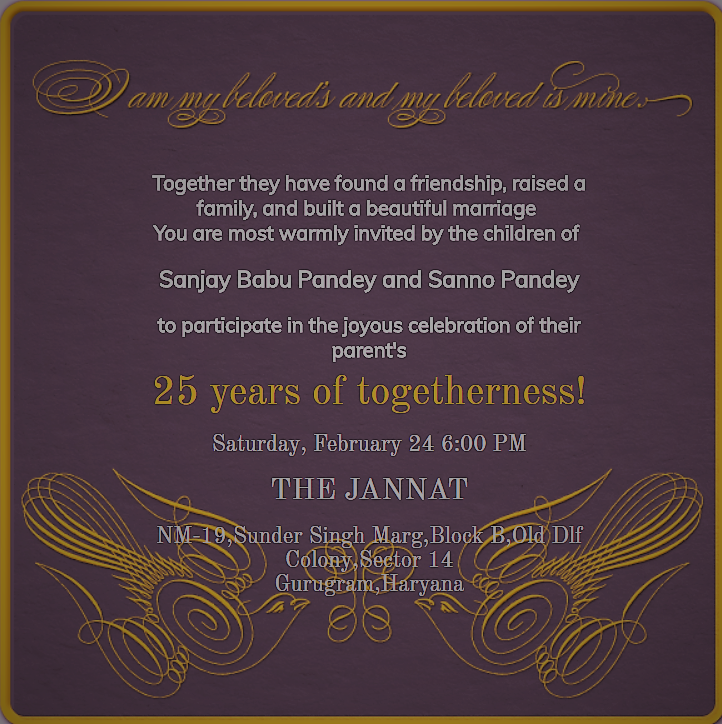 I am my beloved's and my beloved is mine.
Together they have found a friendship, raised a
family, and built a beautiful marriage
You are most warmly invited by the children of
Sanjay Babu Pandey and Sanno Pandey
to participate in the joyous celebration of their
parent's
25 years of togetherness!
Saturday, February 24 6:00 PM
THE JANNAT
NM-19,Sunder Singh Marg,Block B,Old Dlf
Colony,Sector 14
Gurugram,Haryana